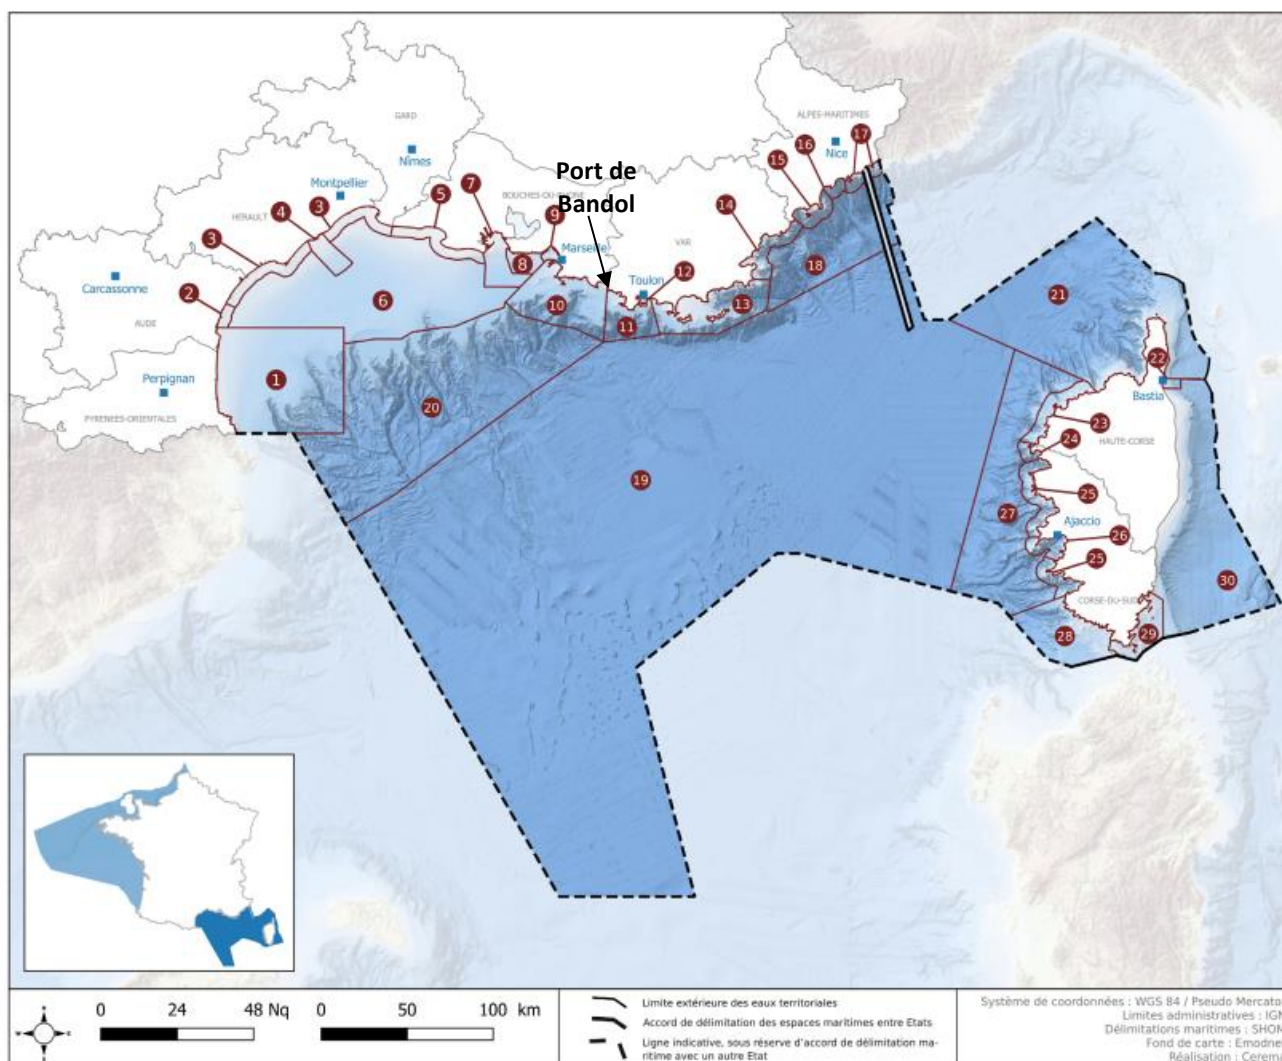 GARD
Nîmes
Montpellier
HÉRAULT
Carcassonne
AUDE
Perpignan
PYRENEES-ORIENTALES
BOUCHES-DU-RHONE
Port de
Bandol
Marseille
VAR
Toulon
ALPES-MARITIMES
Nice
Bastia
HAUTE-CORSE
Ajaccio
CORSE-DU-SUD
1
2
3
4
3
5
6
7
8
9
10
11
12
13
14
15
16
17
18
19
20
21
22
23
24
25
26
25
27
28
29
30
0 24 48 Nq
0 50 100 km
Limite extérieure des eaux territoriales
Accord de délimitation des espaces maritimes entre Etats
Ligne indicative, sous réserve d'accord de délimitation ma-
ritime avec un autre Etat
Système de coordonnées : WGS 84 / Pseudo Mercato
Limites administratives : IGN
Délimitations maritimes : SHOM
Fond de carte : Emodne
Réalisation : Cerema